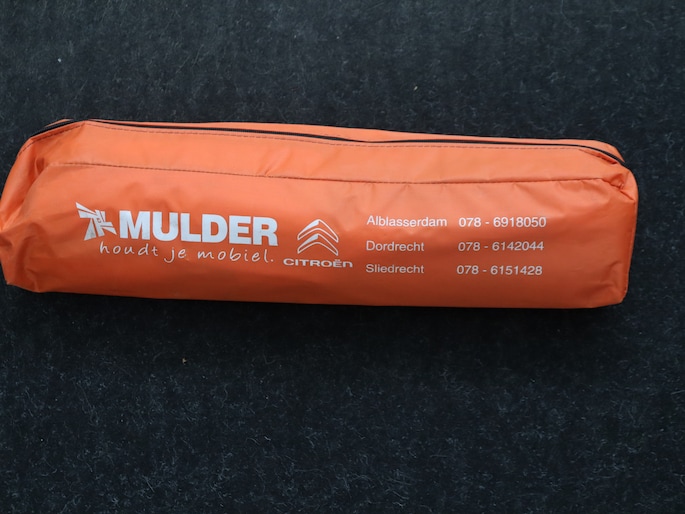 MULDER
houdt je mobiel.
CITROËN
Alblasserdam 078 - 6918050
Dordrecht 078 - 6142044
Sliedrecht 078 - 6151428